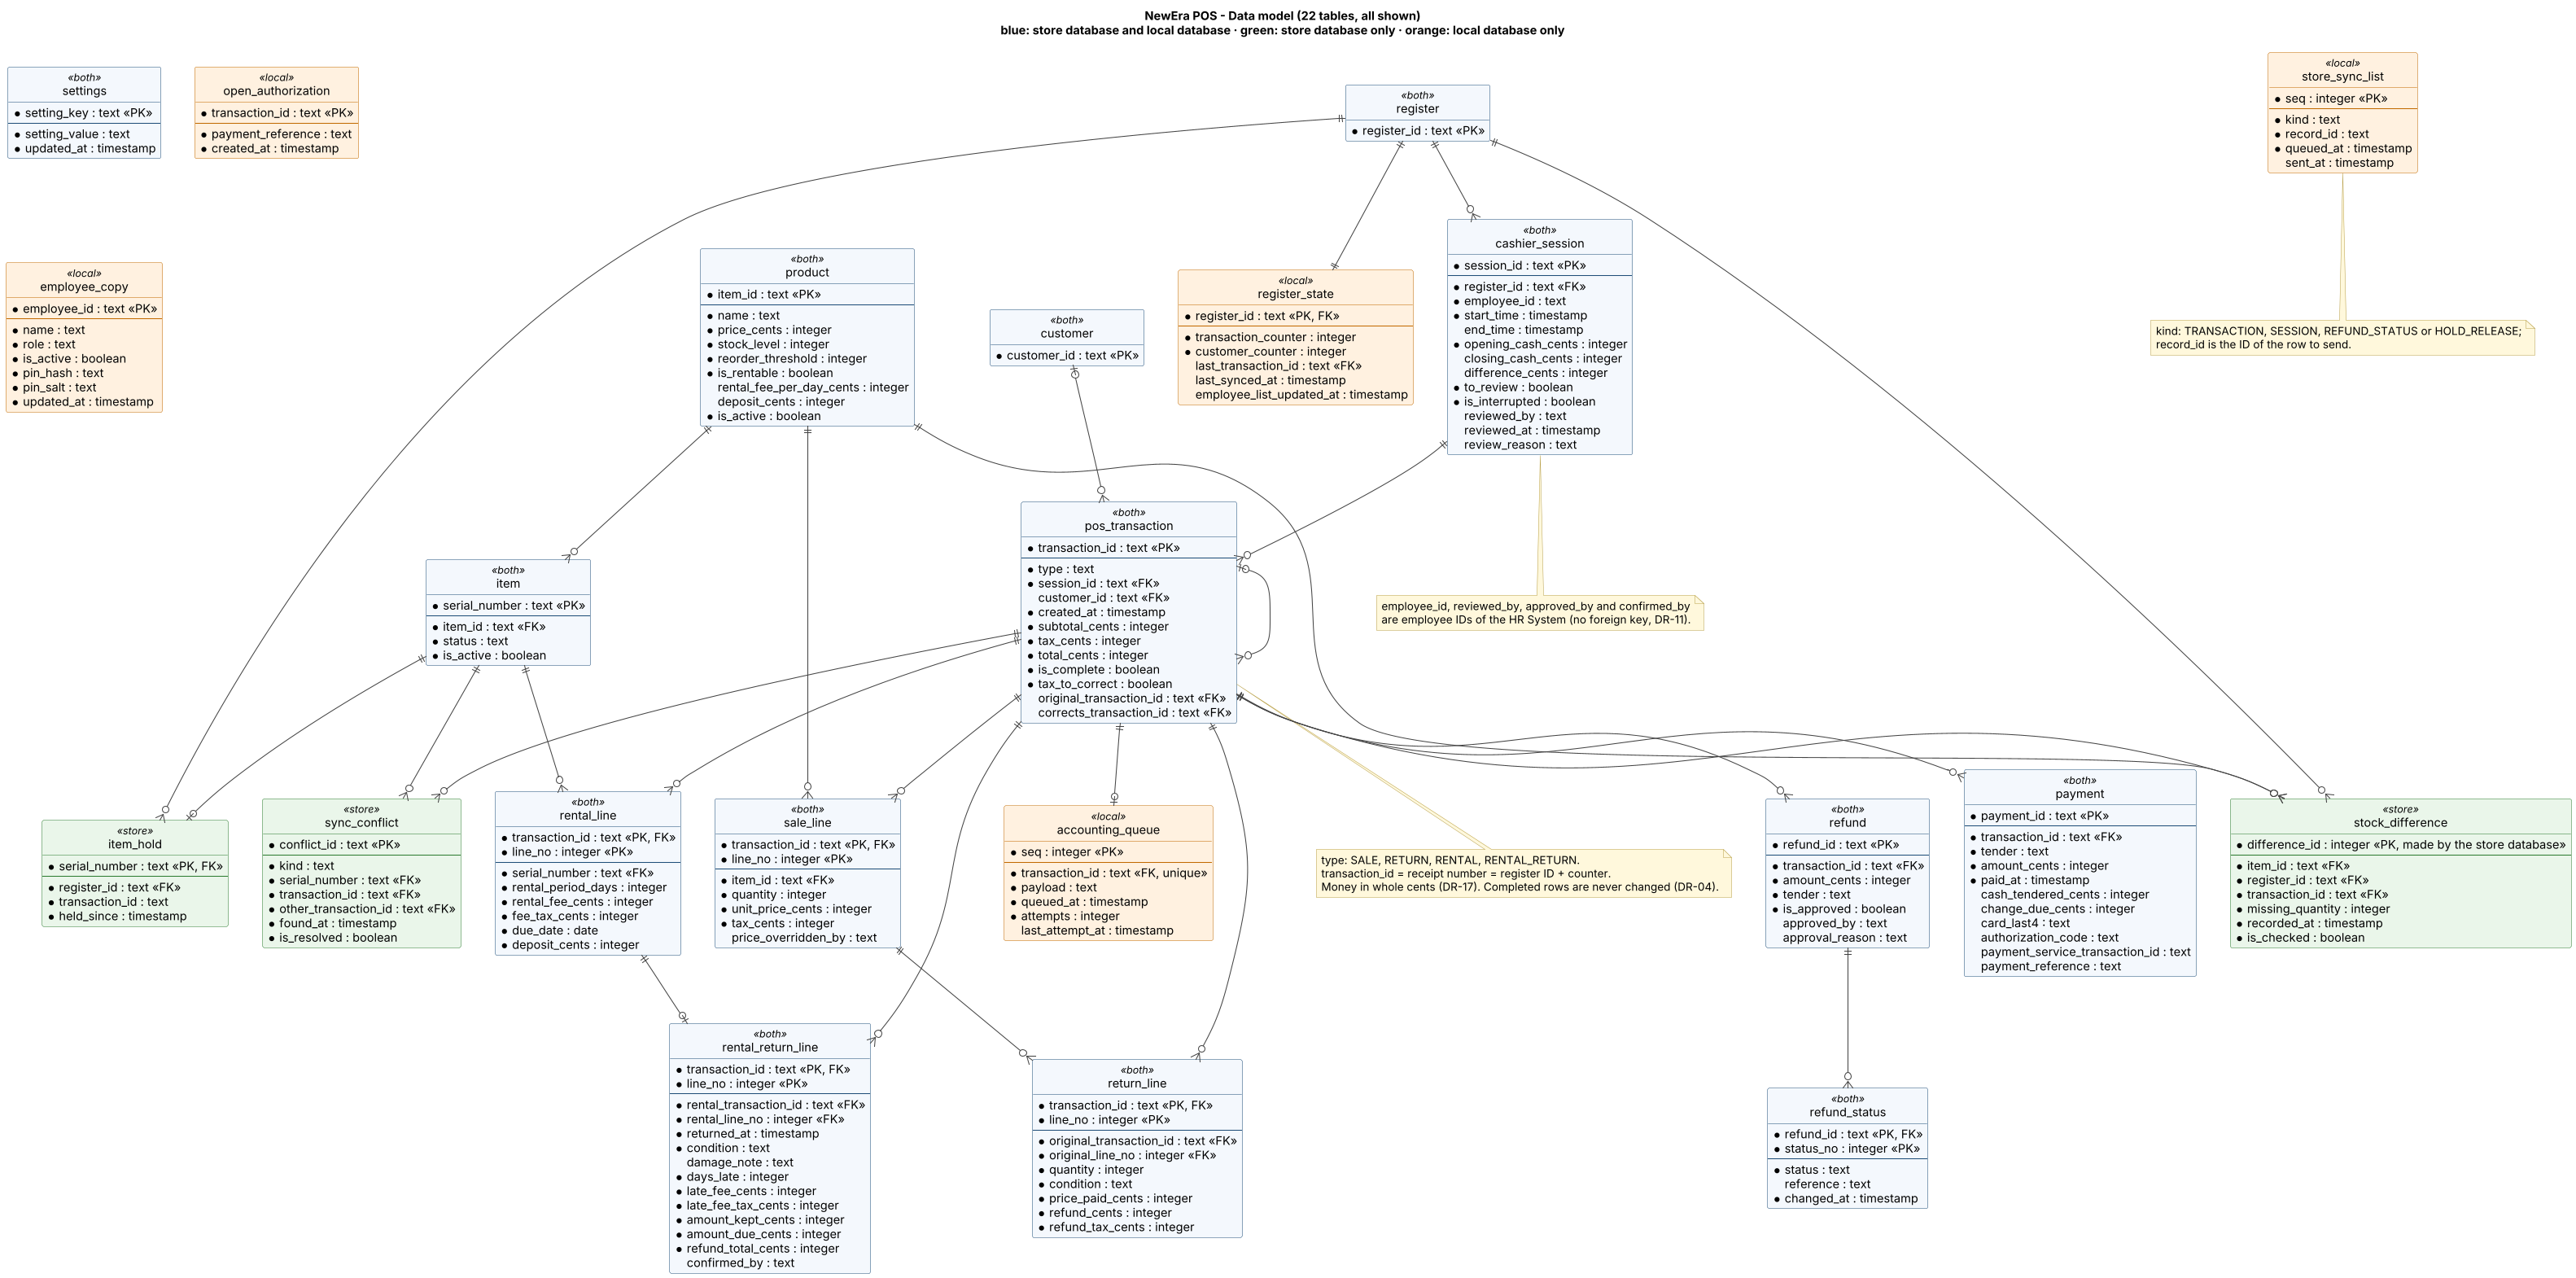 NewEra POS - Data model (22 tables, all shown)
blue: store database and local database · green: store database only · orange: local database only
«both»
settings
setting_key : text «PK»
setting_value : text
updated_at : timestamp
«local»
open_authorization
transaction_id : text «PK»
payment_reference : text
created_at : timestamp
«both»
register
register_id : text «PK»
«local»
store_sync_list
seq : integer «PK»
kind : text
record_id : text
queued_at : timestamp
sent_at : timestamp
«local»
employee_copy
employee_id : text «PK»
name : text
role : text
is_active : boolean
pin_hash : text
pin_salt : text
updated_at : timestamp
«both»
product
item_id : text «PK»
name : text
price_cents : integer
stock_level : integer
reorder_threshold : integer
is_rentable : boolean
rental_fee_per_day_cents : integer
deposit_cents : integer
is_active : boolean
«both»
customer
customer_id : text «PK»
«local»
register_state
register_id : text «PK, FK»
transaction_counter : integer
customer_counter : integer
last_transaction_id : text «FK»
last_synced_at : timestamp
employee_list_updated_at : timestamp
«both»
cashier_session
session_id : text «PK»
register_id : text «FK»
employee_id : text
start_time : timestamp
end_time : timestamp
opening_cash_cents : integer
closing_cash_cents : integer
difference_cents : integer
to_review : boolean
is_interrupted : boolean
reviewed_by : text
reviewed_at : timestamp
review_reason : text
kind: TRANSACTION, SESSION, REFUND_STATUS or HOLD_RELEASE;
record_id is the ID of the row to send.
«both»
item
serial_number : text «PK»
item_id : text «FK»
status : text
is_active : boolean
«both»
pos_transaction
transaction_id : text «PK»
type : text
session_id : text «FK»
customer_id : text «FK»
created_at : timestamp
subtotal_cents : integer
tax_cents : integer
total_cents : integer
is_complete : boolean
tax_to_correct : boolean
original_transaction_id : text «FK»
corrects_transaction_id : text «FK»
employee_id, reviewed_by, approved_by and confirmed_by
are employee IDs of the HR System (no foreign key, DR-11).
«store»
item_hold
serial_number : text «PK, FK»
register_id : text «FK»
transaction_id : text
held_since : timestamp
«store»
sync_conflict
conflict_id : text «PK»
kind : text
serial_number : text «FK»
transaction_id : text «FK»
other_transaction_id : text «FK»
found_at : timestamp
is_resolved : boolean
«both»
rental_line
transaction_id : text «PK, FK»
line_no : integer «PK»
serial_number : text «FK»
rental_period_days : integer
rental_fee_cents : integer
fee_tax_cents : integer
due_date : date
deposit_cents : integer
«both»
sale_line
transaction_id : text «PK, FK»
line_no : integer «PK»
item_id : text «FK»
quantity : integer
unit_price_cents : integer
tax_cents : integer
price_overridden_by : text
«local»
accounting_queue
seq : integer «PK»
transaction_id : text «FK, unique»
payload : text
queued_at : timestamp
attempts : integer
last_attempt_at : timestamp
type: SALE, RETURN, RENTAL, RENTAL_RETURN.
transaction_id = receipt number = register ID + counter.
Money in whole cents (DR-17). Completed rows are never changed (DR-04).
«both»
refund
refund_id : text «PK»
transaction_id : text «FK»
amount_cents : integer
tender : text
is_approved : boolean
approved_by : text
approval_reason : text
«both»
payment
payment_id : text «PK»
transaction_id : text «FK»
tender : text
amount_cents : integer
paid_at : timestamp
cash_tendered_cents : integer
change_due_cents : integer
card_last4 : text
authorization_code : text
payment_service_transaction_id : text
payment_reference : text
«store»
stock_difference
difference_id : integer «PK, made by the store database»
item_id : text «FK»
register_id : text «FK»
transaction_id : text «FK»
missing_quantity : integer
recorded_at : timestamp
is_checked : boolean
«both»
rental_return_line
transaction_id : text «PK, FK»
line_no : integer «PK»
rental_transaction_id : text «FK»
rental_line_no : integer «FK»
returned_at : timestamp
condition : text
damage_note : text
days_late : integer
late_fee_cents : integer
late_fee_tax_cents : integer
amount_kept_cents : integer
amount_due_cents : integer
refund_total_cents : integer
confirmed_by : text
«both»
return_line
transaction_id : text «PK, FK»
line_no : integer «PK»
original_transaction_id : text «FK»
original_line_no : integer «FK»
quantity : integer
condition : text
price_paid_cents : integer
refund_cents : integer
refund_tax_cents : integer
«both»
refund_status
refund_id : text «PK, FK»
status_no : integer «PK»
status : text
reference : text
changed_at : timestamp